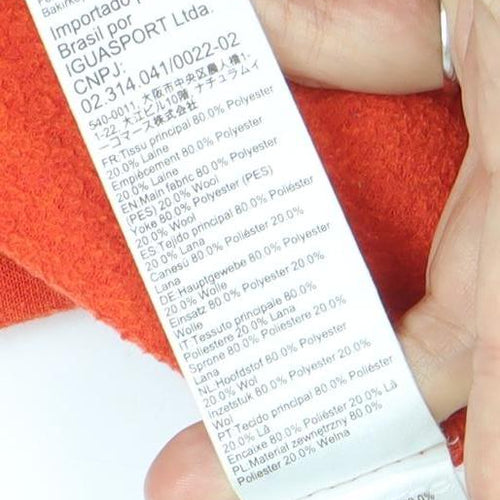 Bakırkö
Importado p
Brasil por
IGUASPORT Ltda.
CNPJ:
02.314.041/0022-02
540-0011, 大阪市中央区農人橋1-
1-22, 大江ビル10階, ナチュラムイ
ーコマース株式会社
FR:Tissu principal 80.0% Polyester
20.0% Laine
Empiècement 80.0% Polyester
20.0% Laine
EN:Main fabric 80.0% Polyester
(PES) 20.0% Wool
Yoke 80.0% Polyester (PES)
20.0% Wool
ES:Tejido principal 80.0% Poliéster
20.0% Lana
Canesú 80.0% Poliéster 20.0%
Lana
DE:Hauptgewebe 80.0% Polyester
20.0% Wolle
Einsatz 80.0% Polyester 20.0%
Wolle
IT:Tessuto principale 80.0%
Poliestere 20.0% Lana
Sprone 80.0% Poliestere 20.0%
Lana
NL:Hoofdstof 80.0% Polyester
20.0% Wol
Inzetstuk 80.0% Polyester 20.0%
Wol
PT:Tecido principal 80.0% Poliéster
20.0% Lã
Encaixe 80.0% Poliéster 20.0% Lã
PL:Materiał zewnętrzny 80.0%
Poliester 20.0% Wełna